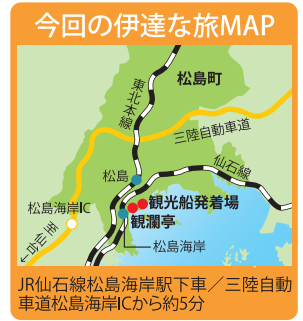 今回の伊達な旅MAP
松島町
東北本線
三陸自動車道
仙石線
松島
観光船発着場
松島海岸IC
観瀾亭
至仙台↓
松島海岸
JR仙石線松島海岸駅下車／三陸自動
車道松島海岸ICから約5分